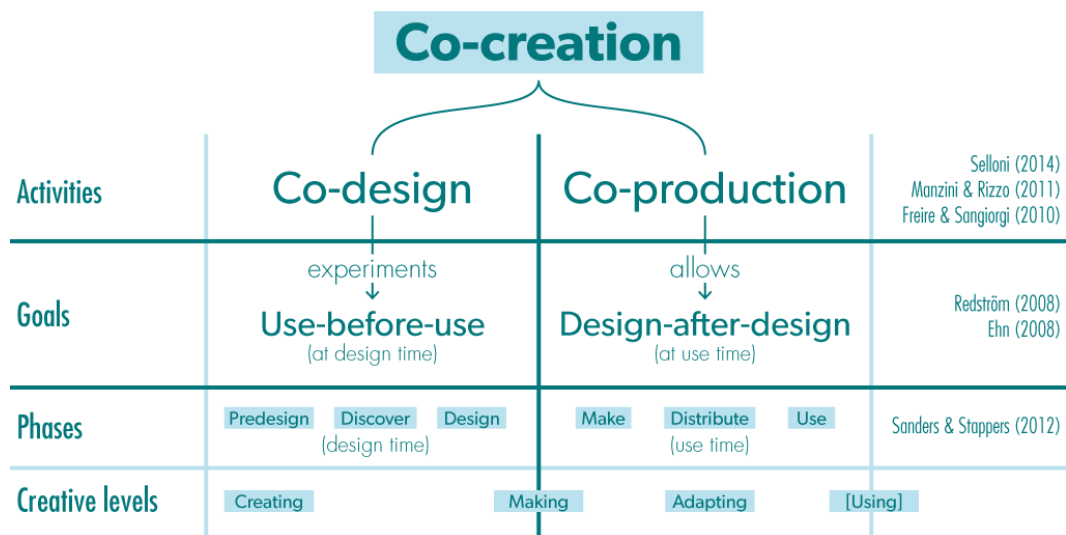 Co-creation
Activities
Co-design
Co-production
Selloni (2014)
Manzini & Rizzo (2011)
Freire & Sangiorgi (2010)
Goals
experiments
Use-before-use
(at design time)
allows
Design-after-design
(at use time)
Redström (2008)
Ehn (2008)
Phases
Predesign Discover Design
(design time)
Make Distribute Use
(use time)
Sanders & Stappers (2012)
Creative levels
Creating Making Adapting [Using]